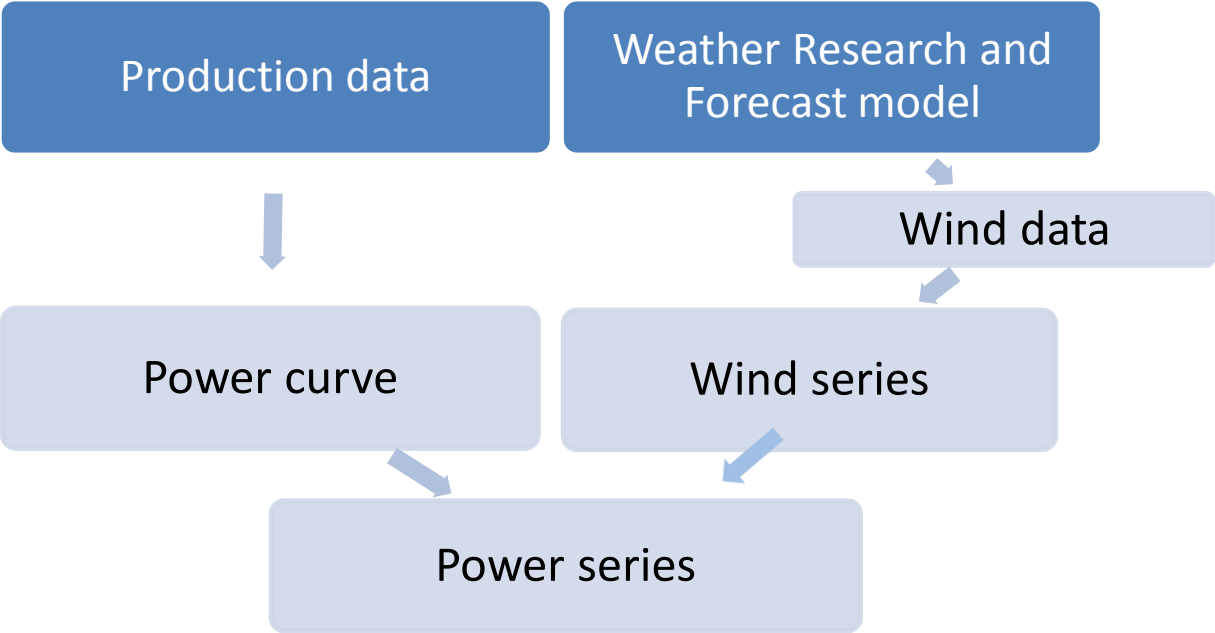 Production data
Weather Research and
Forecast model
Wind data
Power curve
Wind series
Power series